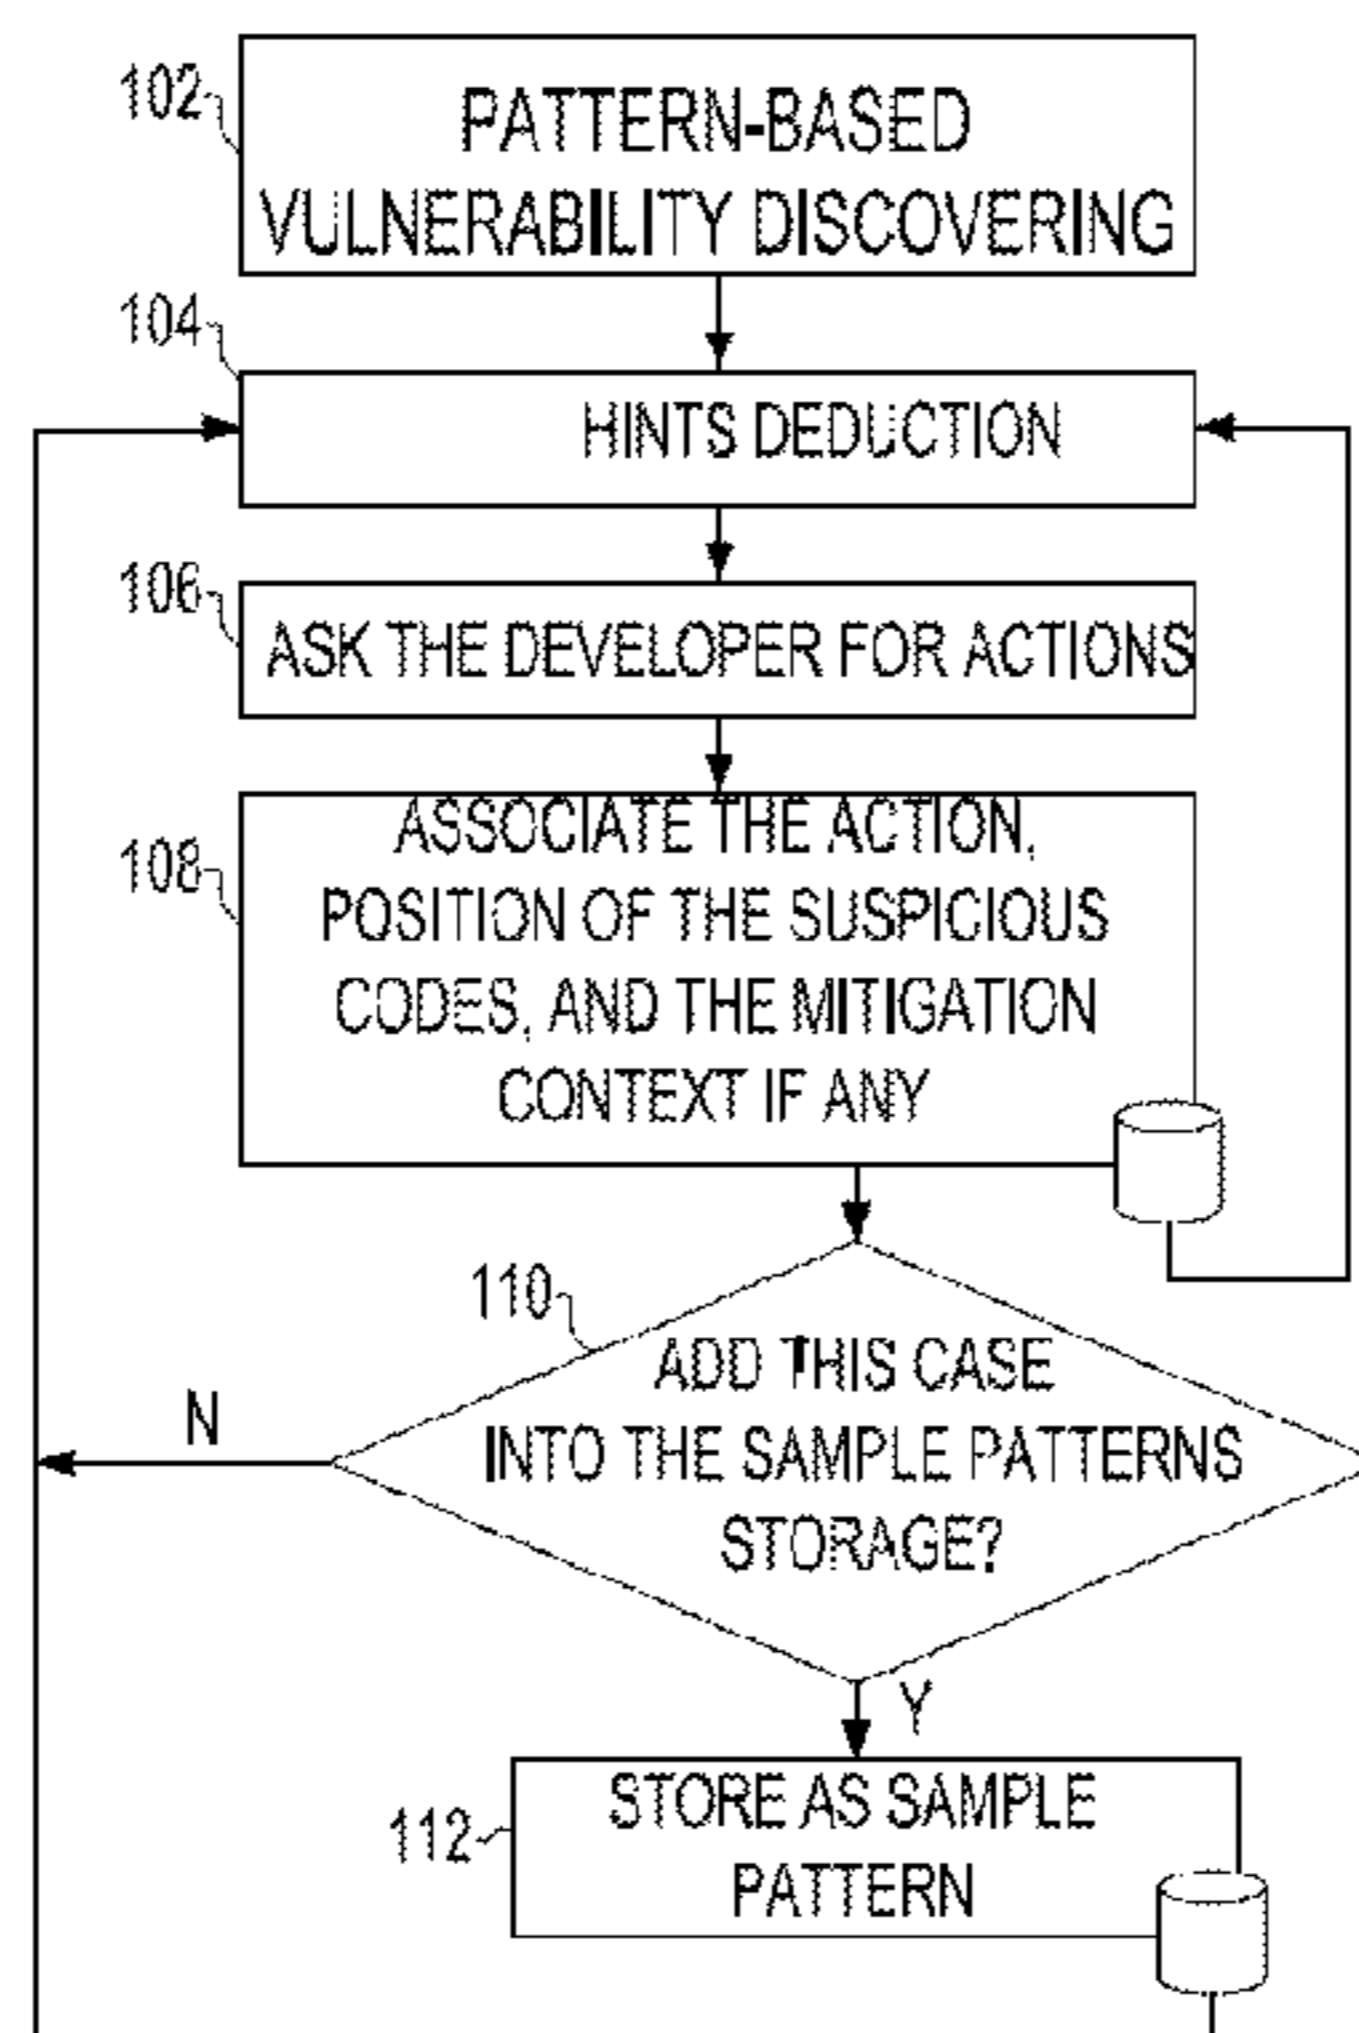 102
PATTERN-BASED
VULNERABILITY DISCOVERING
104
HINTS DEDUCTION
106
ASK THE DEVELOPER FOR ACTIONS
108
ASSOCIATE THE ACTION,
POSITION OF THE SUSPICIOUS
CODES, AND THE MITIGATION
CONTEXT IF ANY
110
ADD THIS CASE
INTO THE SAMPLE PATTERNS
STORAGE?
N
Y
112
STORE AS SAMPLE
PATTERN